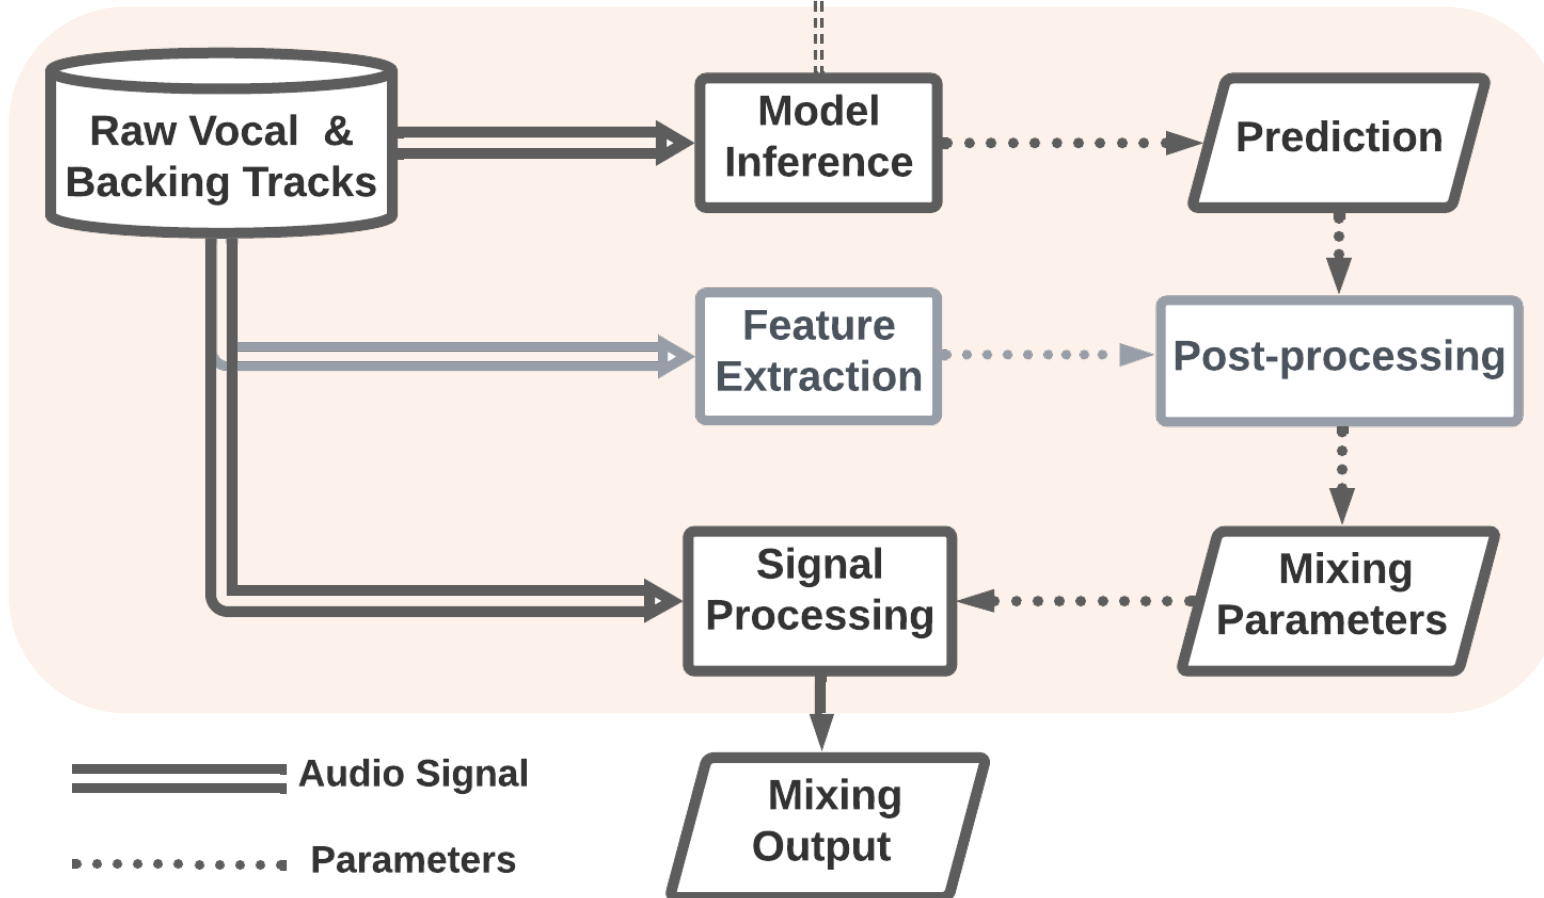 Raw Vocal  &
Backing Tracks
Model
Inference
Prediction
Feature
Extraction
Post-processing
Signal
Processing
Mixing
Parameters
Mixing
Output
Audio Signal
Parameters